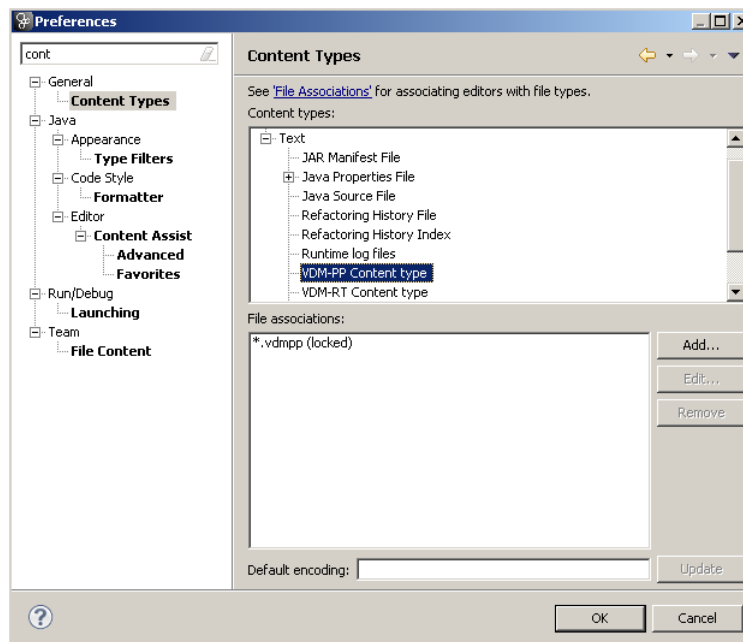 Preferences
cont
General
Content Types
Java
Appearance
Type Filters
Code Style
Formatter
Editor
Content Assist
Advanced
Favorites
Run/Debug
Launching
Team
File Content
Content Types
See 'File Associations' for associating editors with file types.
Content types:
Text
JAR Manifest File
Java Properties File
Java Source File
Refactoring History File
Refactoring History Index
Runtime log files
VDM-PP Content type
VDM-RT Content type
File associations:
*.vdmpp (locked)
Add...
Edit...
Remove
Default encoding:
Update
?
OK
Cancel